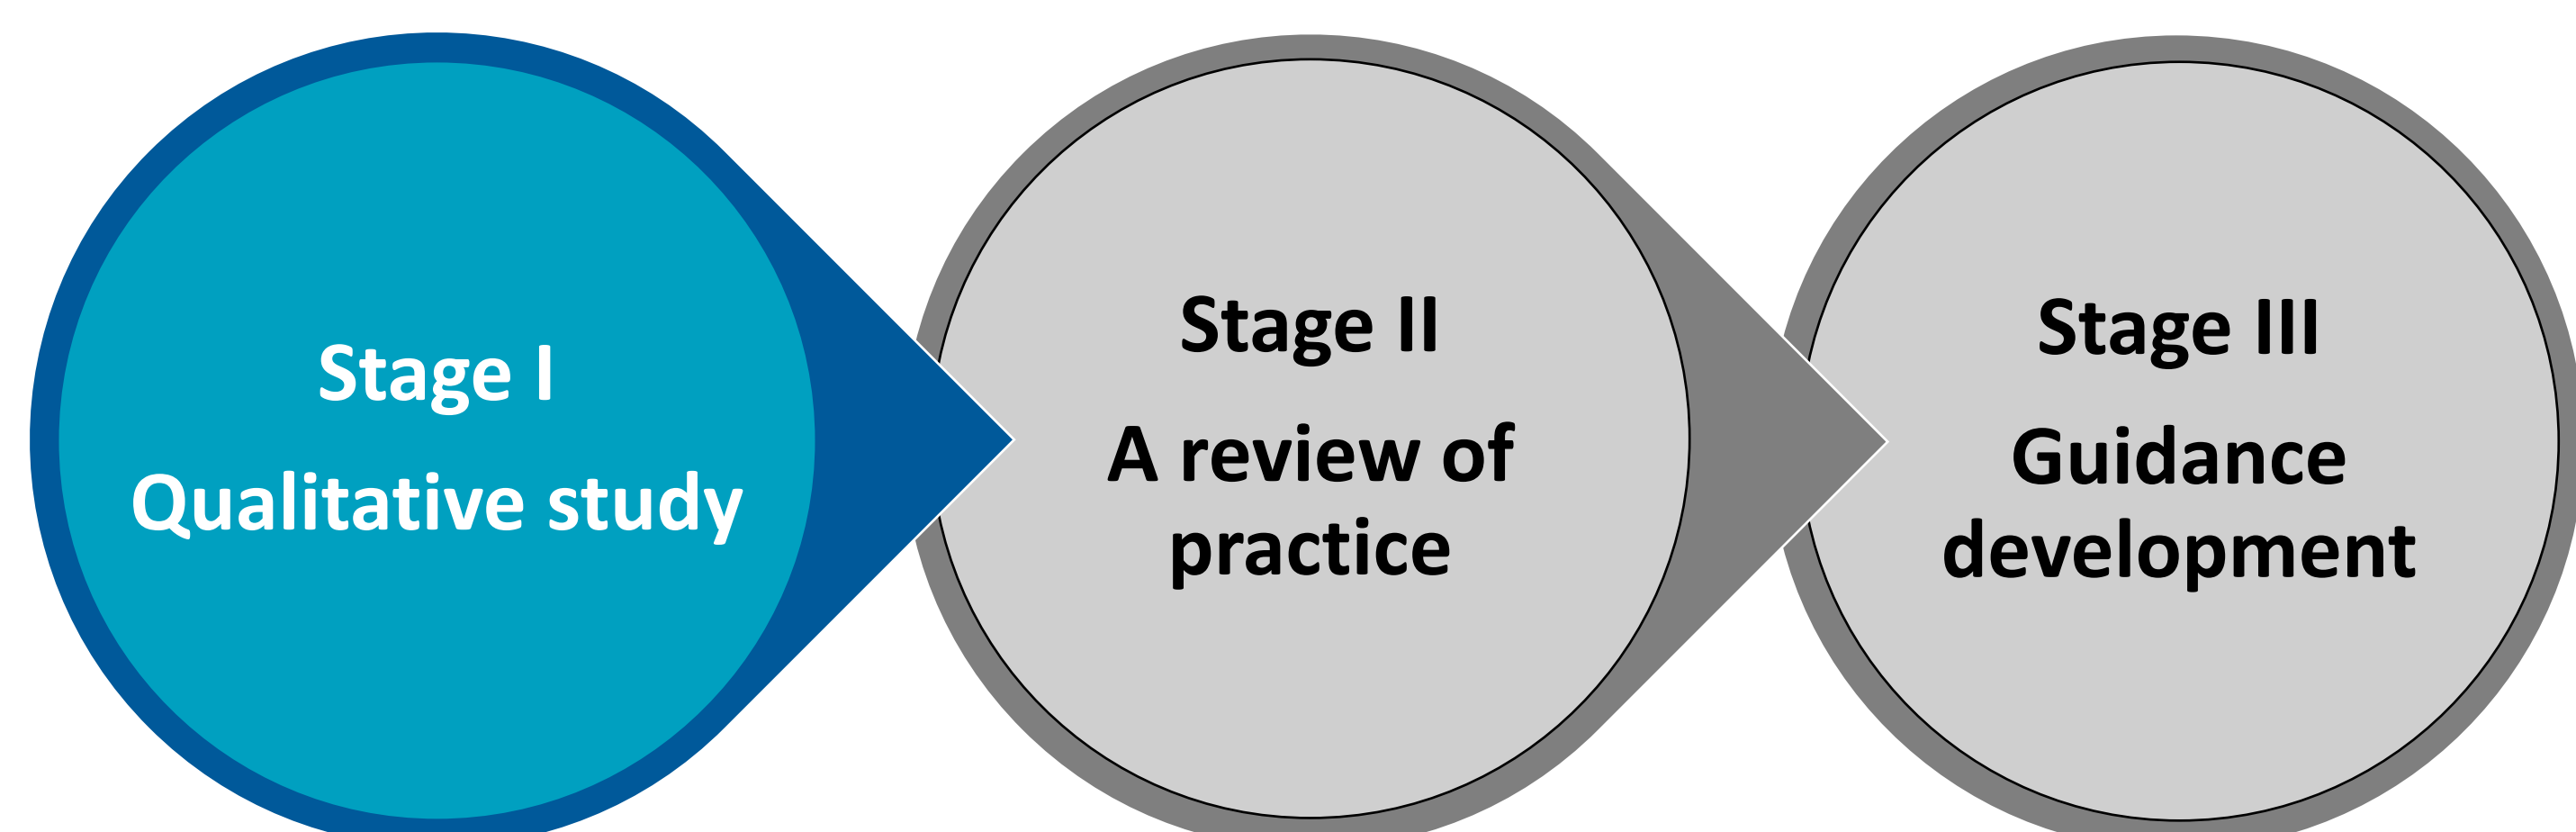 Stage I
Qualitative study
Stage II
A review of
practice
Stage III
Guidance
development